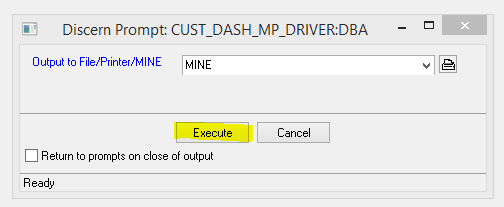 Discern Prompt: CUST_DASH_MP_DRIVER:DBA
Output to File/Printer/MINE MINE
Execute Cancel
Return to prompts on close of output
Ready